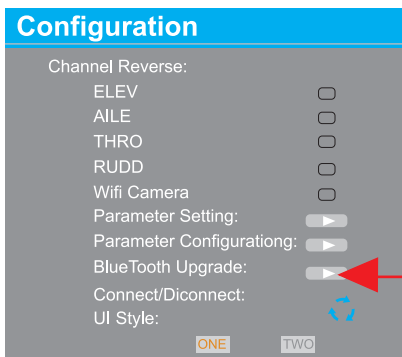 Configuration
Channel Reverse:
ELEV
AILE
THRO
RUDD
Wifi Camera
Parameter Setting:
Parameter Configurationg:
BlueTooth Upgrade:
Connect/Diconnect:
UI Style:
ONE TWO